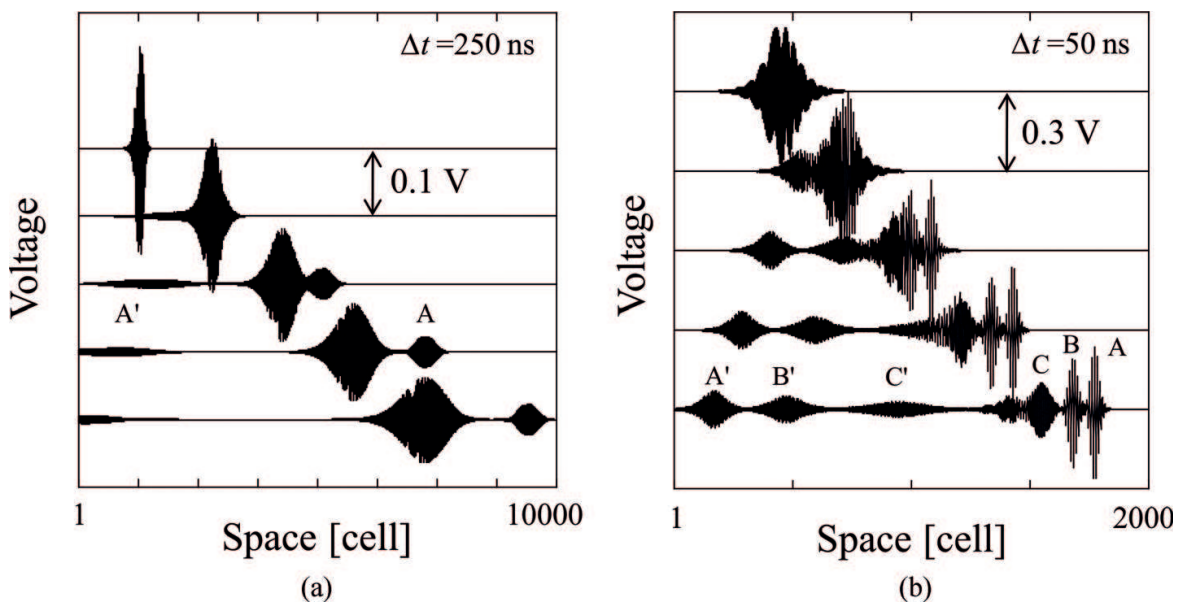 Δt =250 ns
0.1 V
A'
A
Voltage
1
10000
Space [cell]
(a)
Δt =50 ns
0.3 V
A'
B'
C'
C
B
A
Voltage
1
2000
Space [cell]
(b)